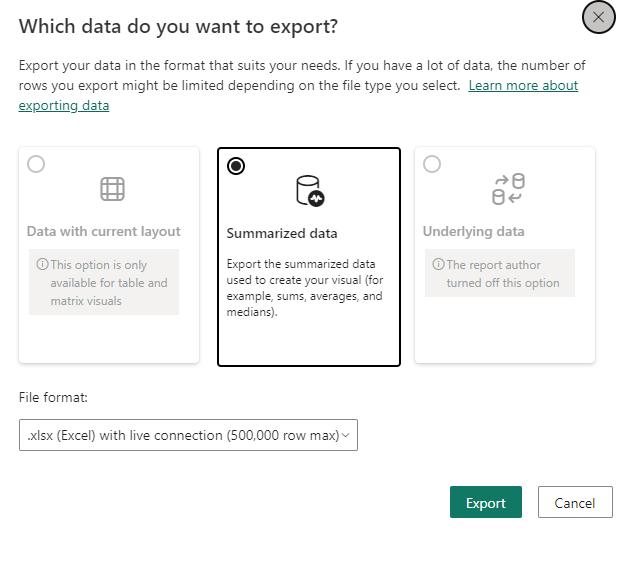 Which data do you want to export?
Export your data in the format that suits your needs. If you have a lot of data, the number of
rows you export might be limited depending on the file type you select. Learn more about
exporting data
Data with current layout
This option is only
available for table and
matrix visuals
Summarized data
Export the summarized data
used to create your visual (for
example, sums, averages, and
medians).
Underlying data
The report author
turned off this option
File format:
.xlsx (Excel) with live connection (500,000 row max)
Export
Cancel